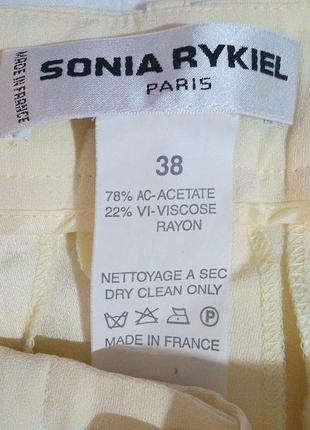 MADE IN FRANCE
SONIA RYKIEL
PARIS
38
78% AC-ACETATE
22% VI-VISCOSE
RAYON
NETTOYAGE A SEC
DRY CLEAN ONLY
P
MADE IN FRANCE